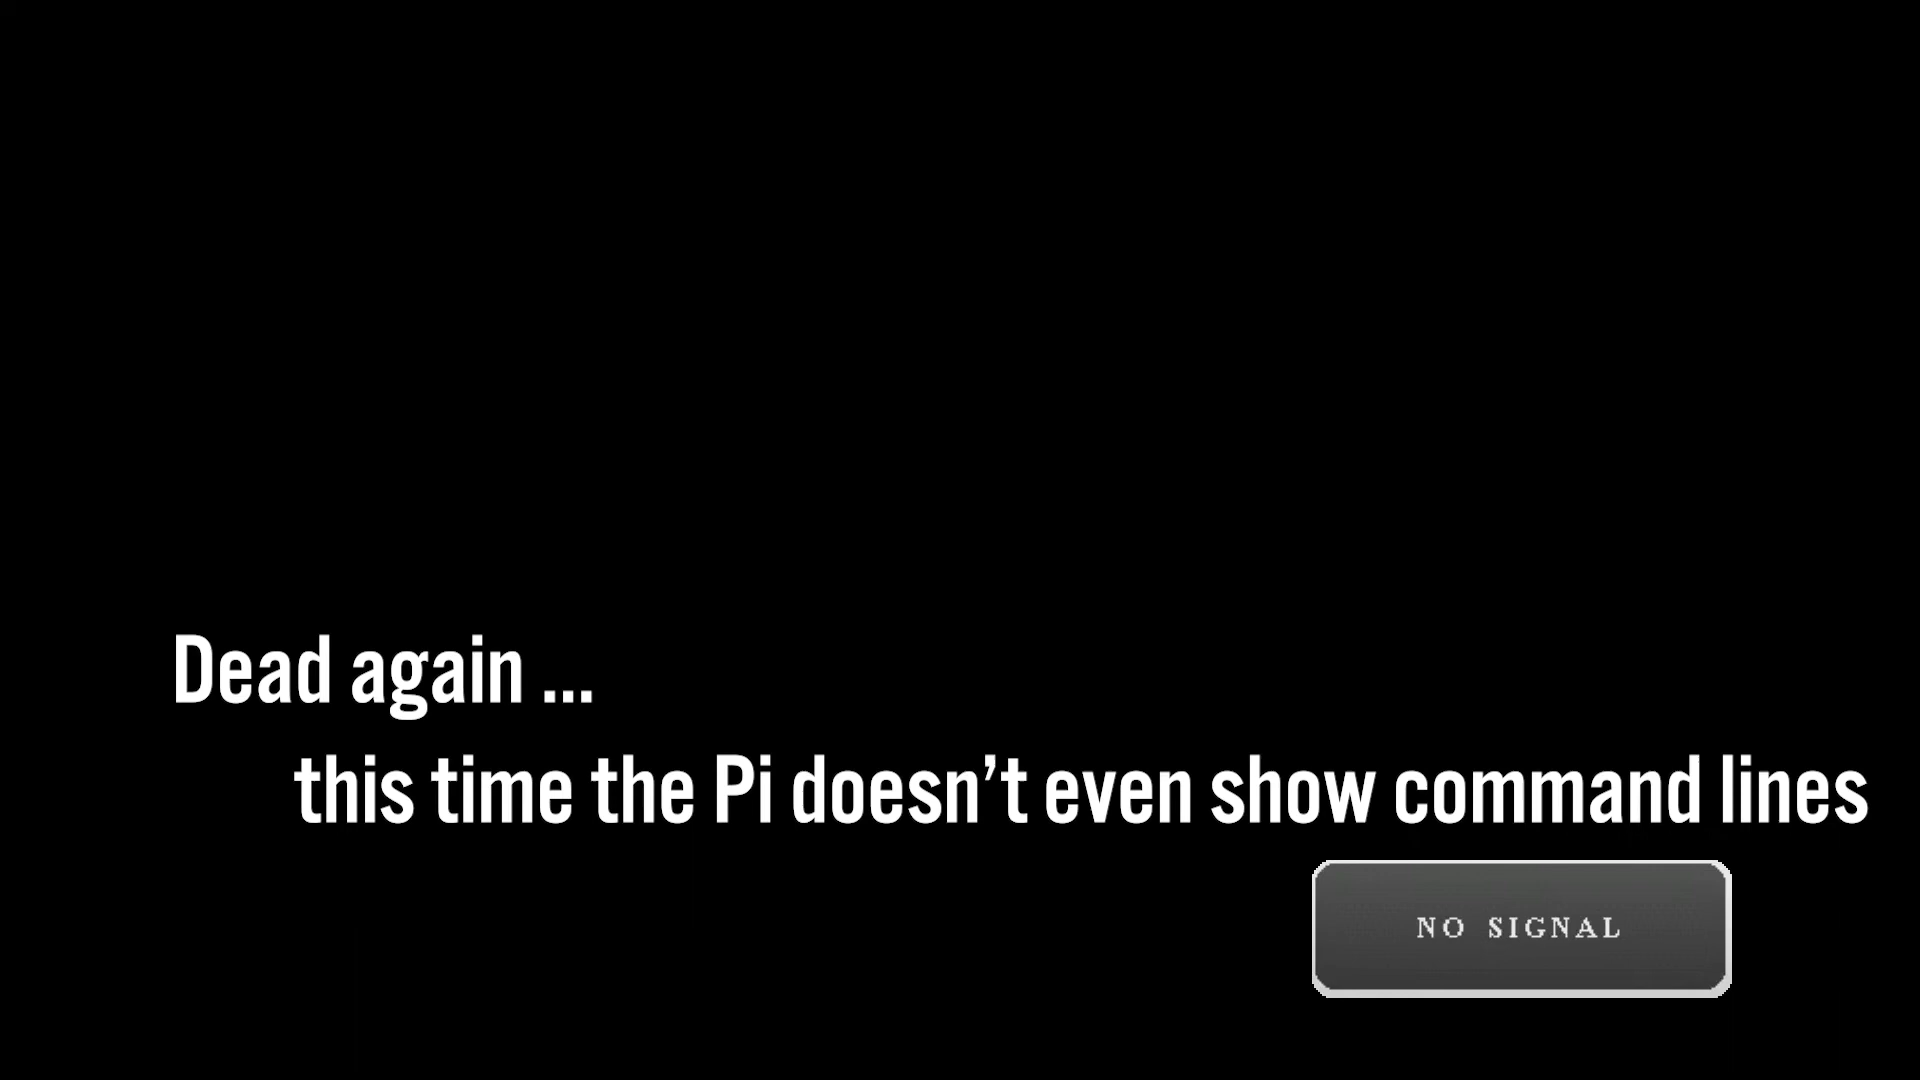 Dead again ...
this time the Pi doesn’t even show command lines
NO SIGNAL